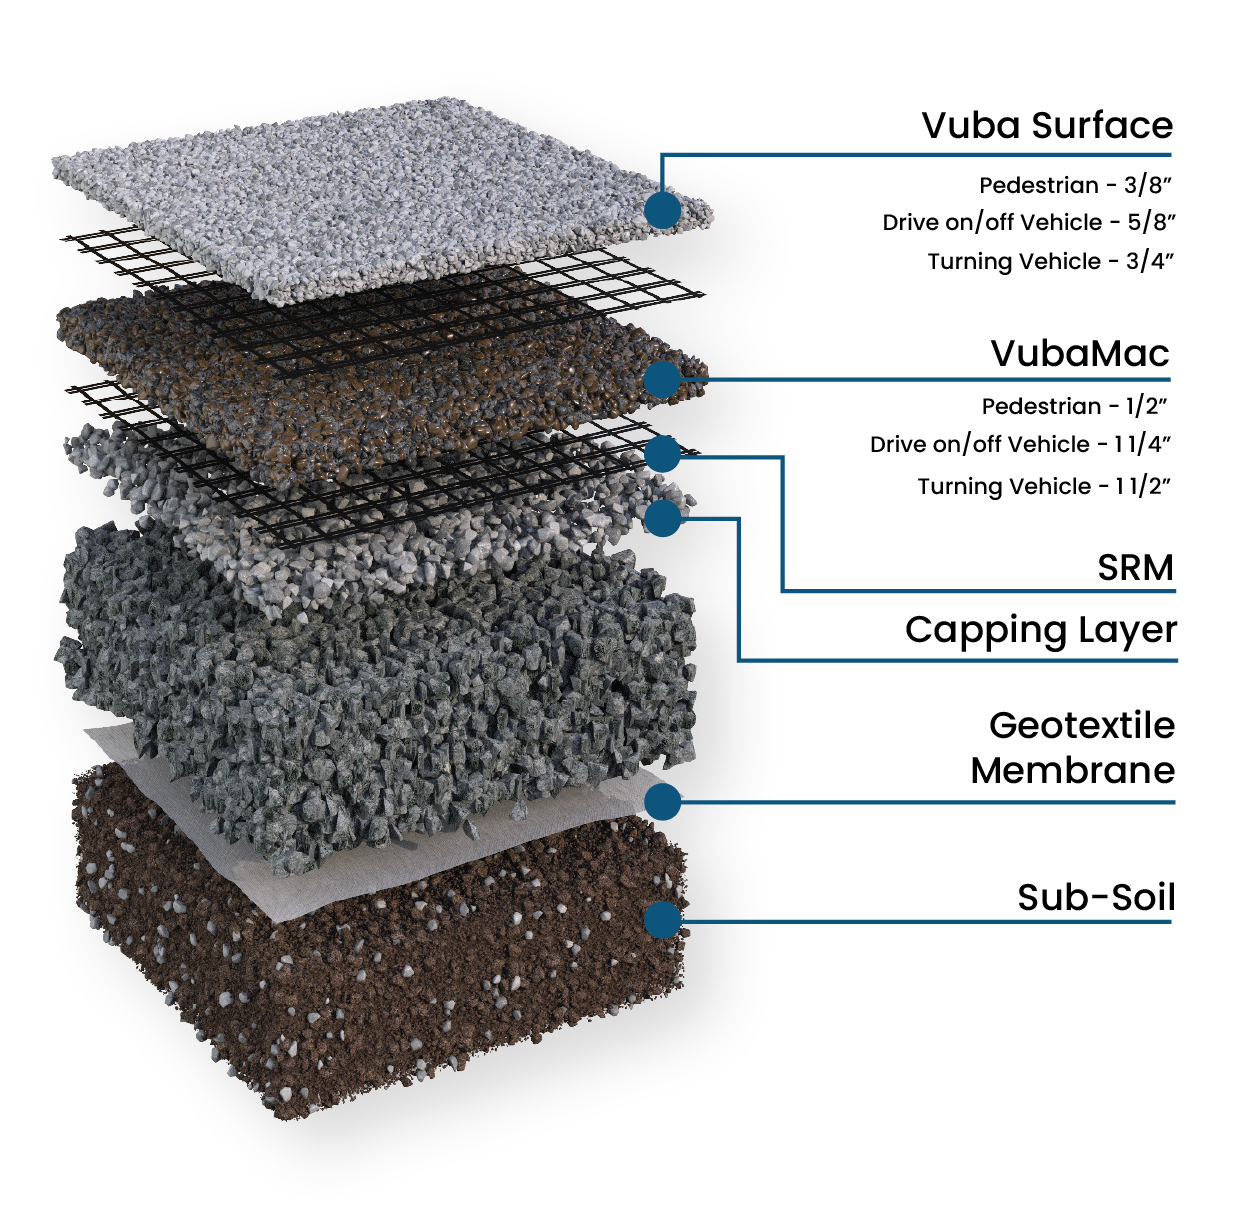 Vuba Surface
Pedestrian - 3/8”
Drive on/off Vehicle - 5/8”
Turning Vehicle - 3/4”
VubaMac
Pedestrian - 1/2”
Drive on/off Vehicle - 1 1/4”
Turning Vehicle - 1 1/2”
SRM
Capping Layer
Geotextile
Membrane
Sub-Soil